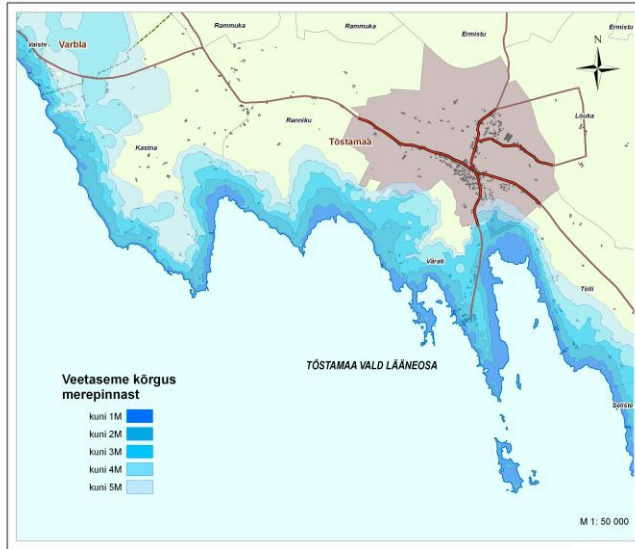 Rammuka
Rammuka
Ermistu
Ermistu
N
Vaiste
Varbla
Louka
Ranniku
Kastna
Tõstamaa
Värati
Tõlli
TÕSTAMAA VALD LÄÄNEOSA
Seliste
Veetaseme kõrgus
merepinnast
kuni 1M
kuni 2M
kuni 3M
kuni 4M
kuni 5M
M 1: 50 000